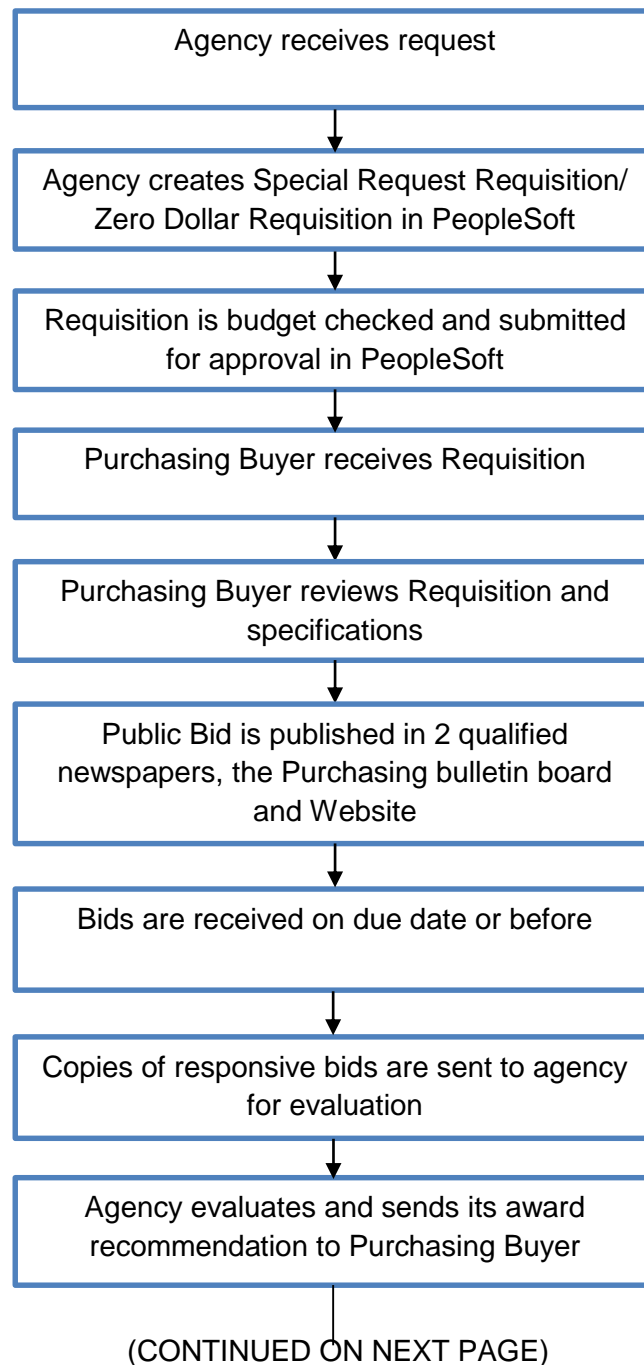 Agency receives request
Agency creates Special Request Requisition/
Zero Dollar Requisition in PeopleSoft
Requisition is budget checked and submitted
for approval in PeopleSoft
Purchasing Buyer receives Requisition
Purchasing Buyer reviews Requisition and
specifications
Public Bid is published in 2 qualified
newspapers, the Purchasing bulletin board
and Website
Bids are received on due date or before
Copies of responsive bids are sent to agency
for evaluation
Agency evaluates and sends its award
recommendation to Purchasing Buyer
(CONTINUED ON NEXT PAGE)